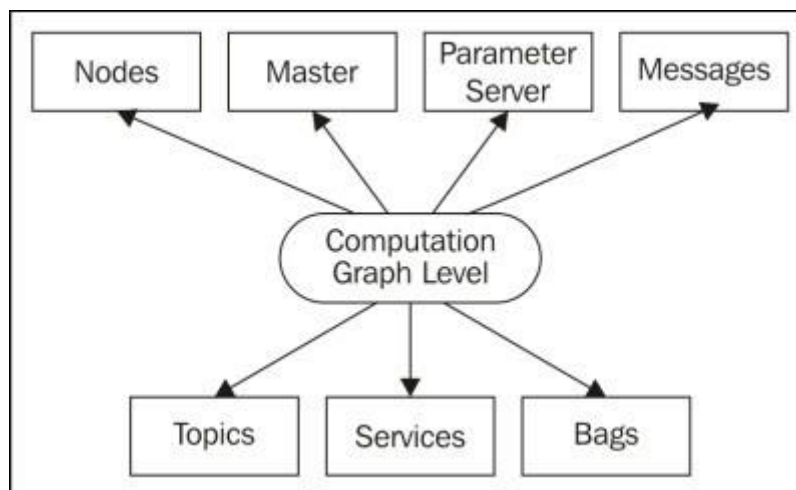 Nodes
Master
Parameter
Server
Messages
Computation
Graph Level
Topics
Services
Bags